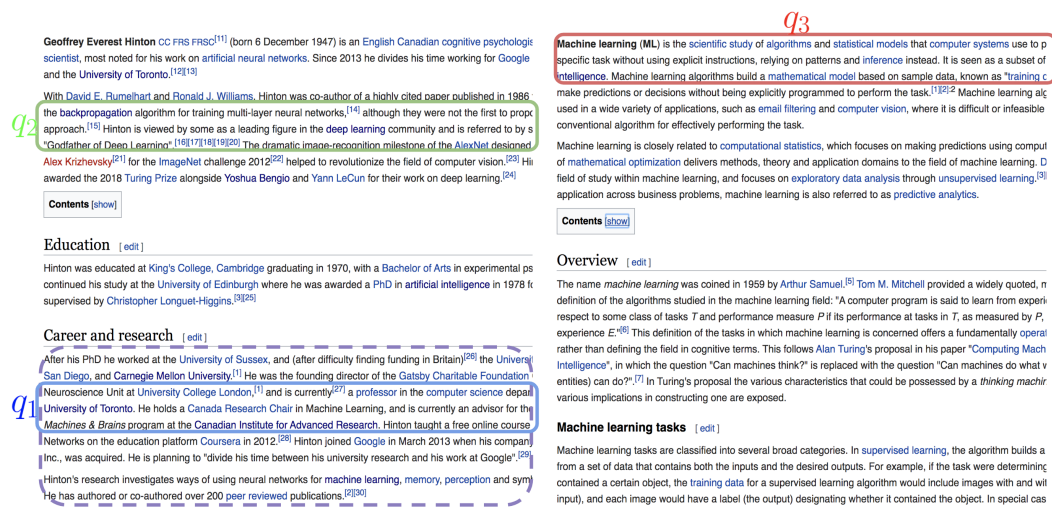 q3
Geoffrey Everest Hinton CC FRS FRSC[11] (born 6 December 1947) is an English Canadian cognitive psychologis
scientist, most noted for his work on artificial neural networks. Since 2013 he divides his time working for Google
and the University of Toronto.[12][13]
With David E. Rumelhart and Ronald J. Williams, Hinton was co-author of a highly cited paper published in 1986
the backpropagation algorithm for training multi-layer neural networks,[14] although they were not the first to propo
q2
approach.[15] Hinton is viewed by some as a leading figure in the deep learning community and is referred to by s
"Godfather of Deep Learning".[16][17][18][19][20] The dramatic image-recognition milestone of the AlexNet designed
Alex Krizhevsky[21] for the ImageNet challenge 2012[22] helped to revolutionize the field of computer vision.[23] Hi
awarded the 2018 Turing Prize alongside Yoshua Bengio and Yann LeCun for their work on deep learning.[24]
Contents [show]
Education [ edit ]
Hinton was educated at King's College, Cambridge graduating in 1970, with a Bachelor of Arts in experimental ps
continued his study at the University of Edinburgh where he was awarded a PhD in artificial intelligence in 1978 fo
supervised by Christopher Longuet-Higgins.[3][25]
Career and research [ edit ]
After his PhD he worked at the University of Sussex, and (after difficulty finding funding in Britain)[26] the Universi
San Diego, and Carnegie Mellon University.[1] He was the founding director of the Gatsby Charitable Foundation
Neuroscience Unit at University College London,[1] and is currently[27] a professor in the computer science depar
q1
University of Toronto. He holds a Canada Research Chair in Machine Learning, and is currently an advisor for the
Machines & Brains program at the Canadian Institute for Advanced Research. Hinton taught a free online course
Networks on the education platform Coursera in 2012.[28] Hinton joined Google in March 2013 when his compan
Inc., was acquired. He is planning to "divide his time between his university research and his work at Google".[29]
Hinton's research investigates ways of using neural networks for machine learning, memory, perception and sym
He has authored or co-authored over 200 peer reviewed publications.[2][30]
Machine learning (ML) is the scientific study of algorithms and statistical models that computer systems use to p
specific task without using explicit instructions, relying on patterns and inference instead. It is seen as a subset of
intelligence. Machine learning algorithms build a mathematical model based on sample data, known as "training d
make predictions or decisions without being explicitly programmed to perform the task.[1][2]:2 Machine learning alg
used in a wide variety of applications, such as email filtering and computer vision, where it is difficult or infeasible
conventional algorithm for effectively performing the task.
Machine learning is closely related to computational statistics, which focuses on making predictions using comput
of mathematical optimization delivers methods, theory and application domains to the field of machine learning. D
field of study within machine learning, and focuses on exploratory data analysis through unsupervised learning.[3]
application across business problems, machine learning is also referred to as predictive analytics.
Contents [show]
Overview [ edit ]
The name machine learning was coined in 1959 by Arthur Samuel.[5] Tom M. Mitchell provided a widely quoted, m
definition of the algorithms studied in the machine learning field: "A computer program is said to learn from experi
respect to some class of tasks T and performance measure P if its performance at tasks in T, as measured by P,
experience E."[6] This definition of the tasks in which machine learning is concerned offers a fundamentally operat
rather than defining the field in cognitive terms. This follows Alan Turing's proposal in his paper "Computing Mach
Intelligence", in which the question "Can machines think?" is replaced with the question "Can machines do what w
entities) can do?".[7] In Turing's proposal the various characteristics that could be possessed by a thinking machin
various implications in constructing one are exposed.
Machine learning tasks [ edit ]
Machine learning tasks are classified into several broad categories. In supervised learning, the algorithm builds a
from a set of data that contains both the inputs and the desired outputs. For example, if the task were determining
contained a certain object, the training data for a supervised learning algorithm would include images with and wit
input), and each image would have a label (the output) designating whether it contained the object. In special cas